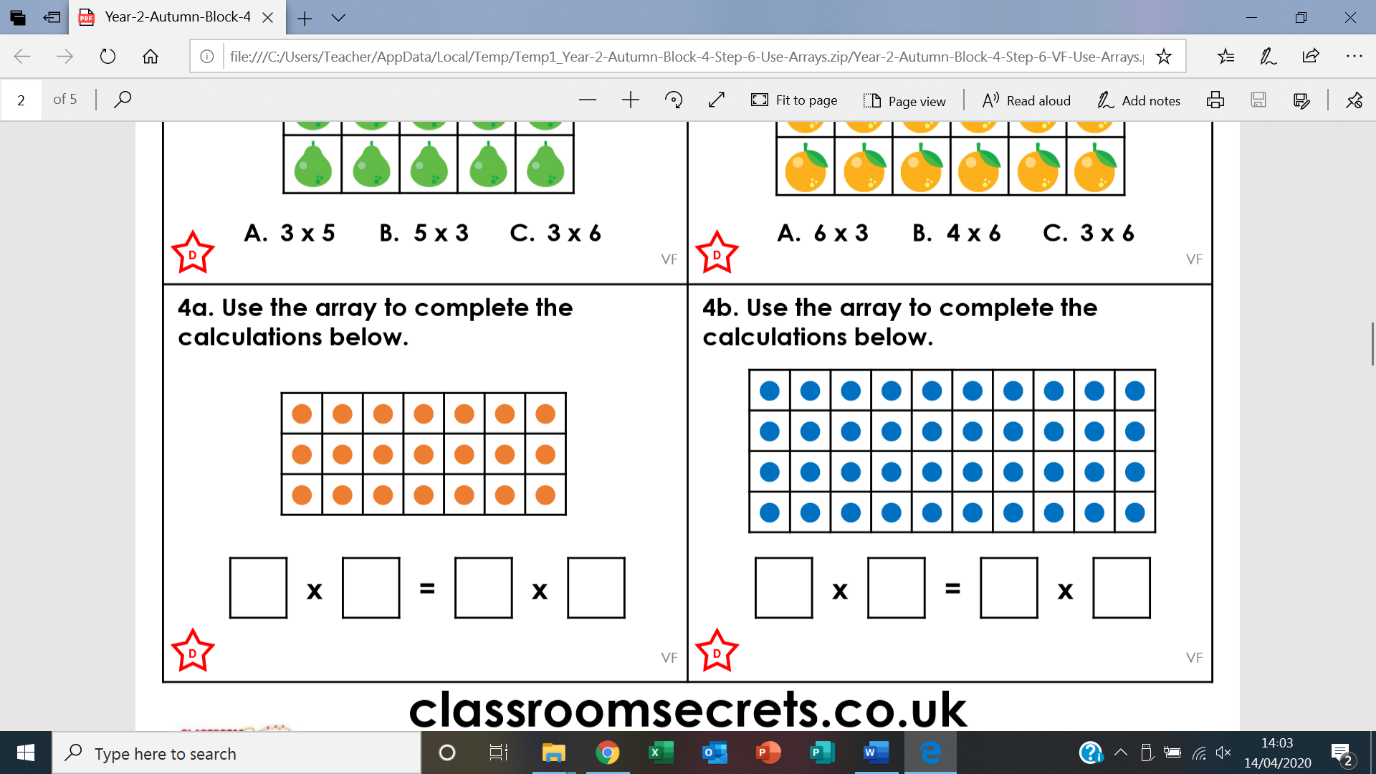 Year-2-Autumn-Block-4
file:///C:/Users/Teacher/AppData/Local/Temp/Temp1_Year-2-Autumn-Block-4-Step-6-Use-Arrays.zip/Year-2-Autumn-Block-4-Step-6-VF-Use-Arrays.
2 of 5
Fit to page
Page view
Read aloud
Add notes
A. 3 x 5 B. 5 x 3 C. 3 x 6
D
VF
A. 6 x 3 B. 4 x 6 C. 3 x 6
D
VF
4a. Use the array to complete the
calculations below.
x = x
D
VF
4b. Use the array to complete the
calculations below.
x = x
D
VF
classroomsecrets.co.uk
Type here to search
14:03
14/04/2020
2